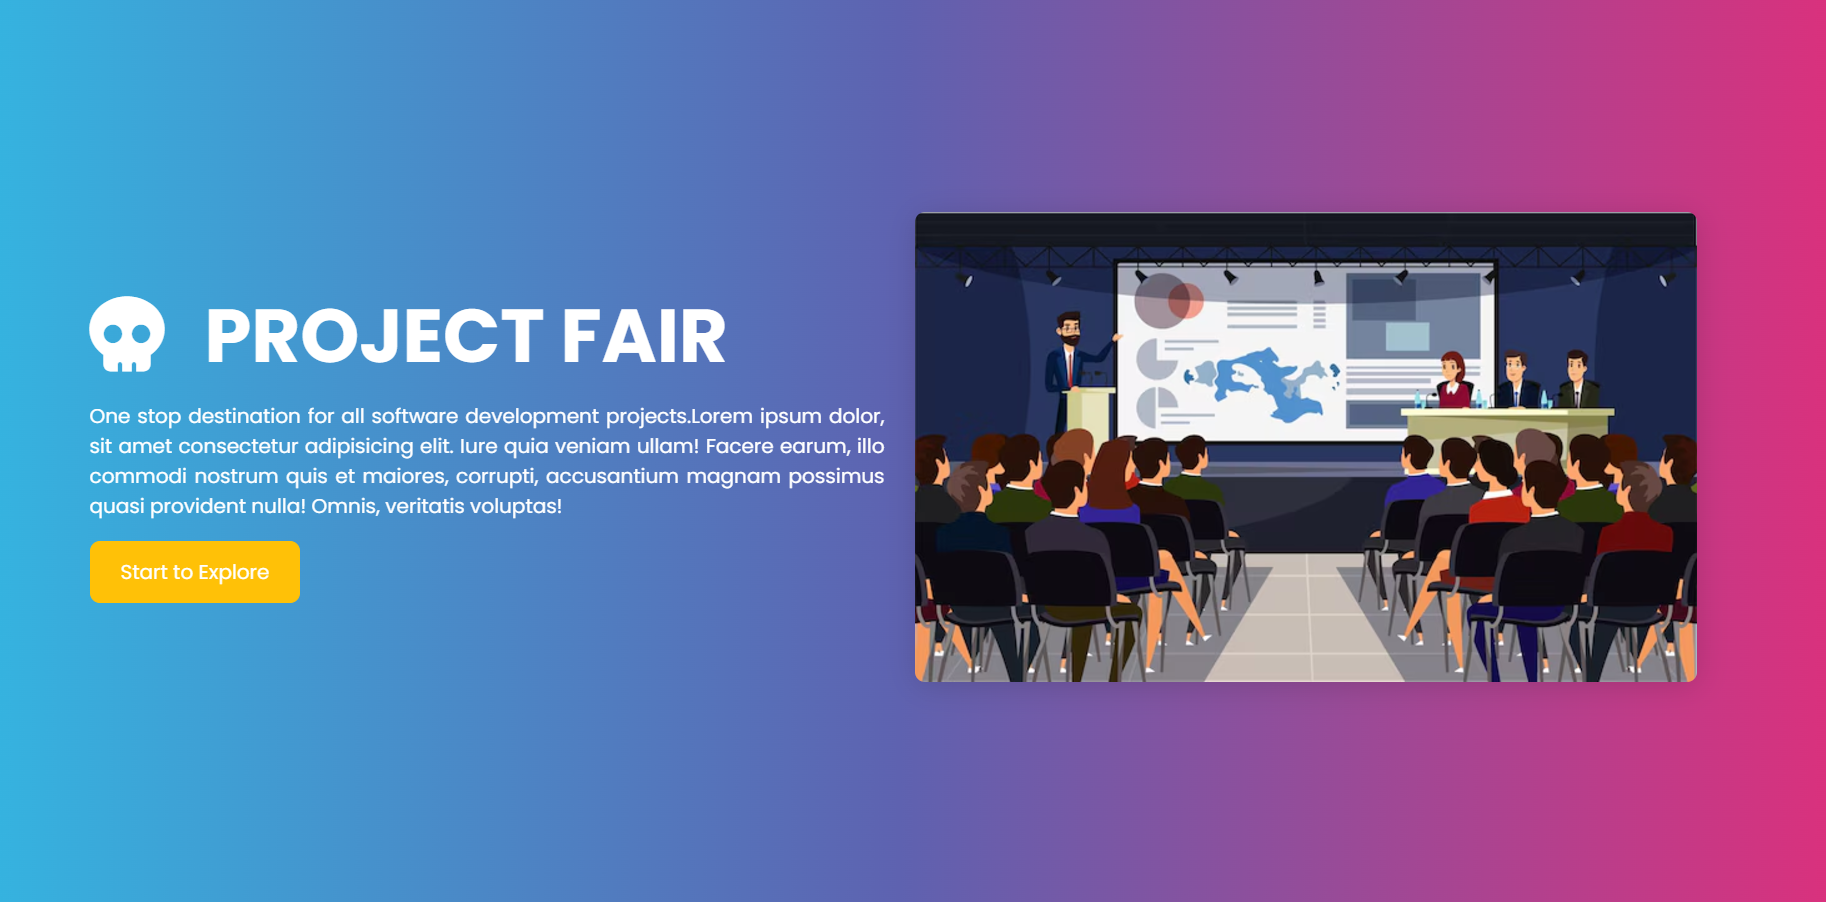 PROJECT FAIR
One stop destination for all software development projects.Lorem ipsum dolor,
sit amet consectetur adipisicing elit. Iure quia veniam ullam! Facere earum, illo
commodi nostrum quis et maiores, corrupti, accusantium magnam possimus
quasi provident nulla! Omnis, veritatis voluptas!
Start to Explore